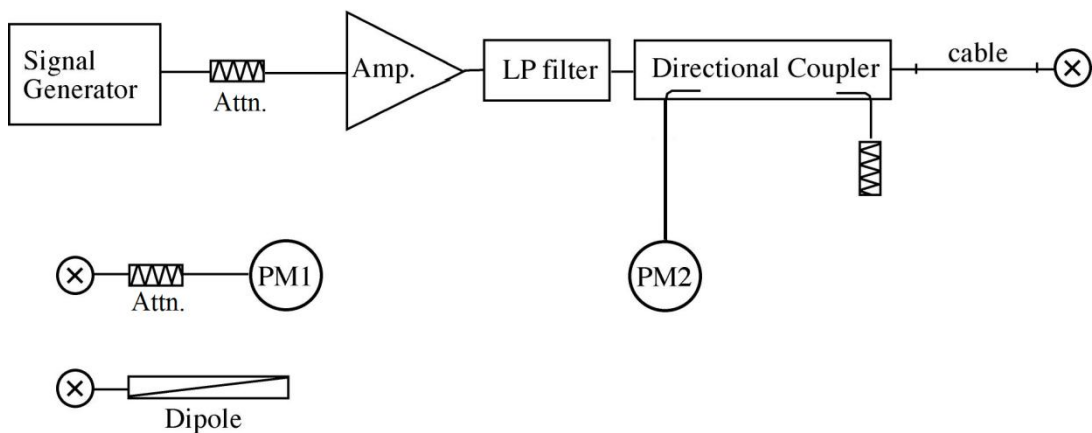 Signal
Generator
Attn.
Amp.
LP filter
Directional Coupler
cable
Attn.
PM1
PM2
Dipole